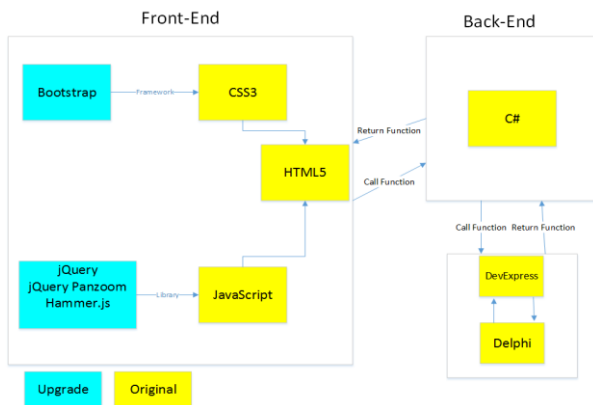 Front-End
Back-End
Bootstrap
Framework
CSS3
C#
Return Function
HTML5
Call Function
Call Function
Return Function
jQuery
jQuery Panzoom
Hammer.js
Library
JavaScript
DevExpress
Delphi
Upgrade
Original